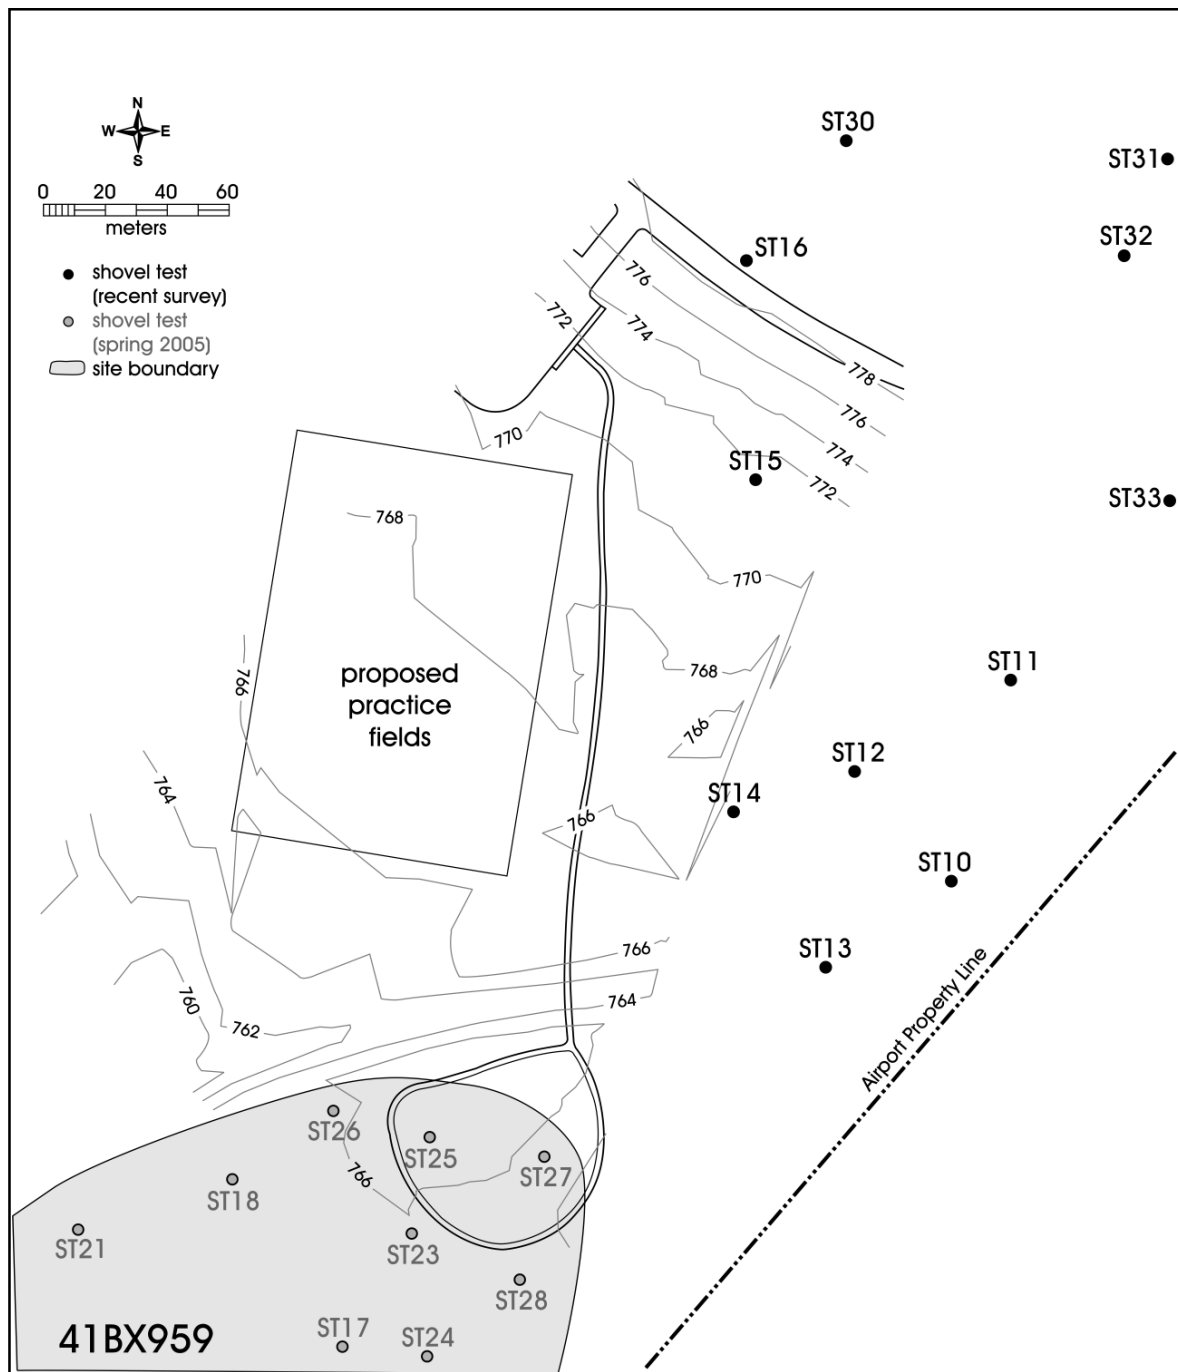 N
W E
S
0 20 40 60
meters
shovel test
(recent survey)
shovel test
(spring 2005)
site boundary
ST30
ST31
ST32
ST16
776
772
774
778
776
774
772
770
ST15
ST33
768
770
ST11
768
766
proposed
practice
fields
766
ST12
764
ST14
766
ST10
766
ST13
760
764
762
Airport Property Line
ST26
ST25
ST27
766
ST18
ST21
ST23
ST28
ST17
ST24
41BX959